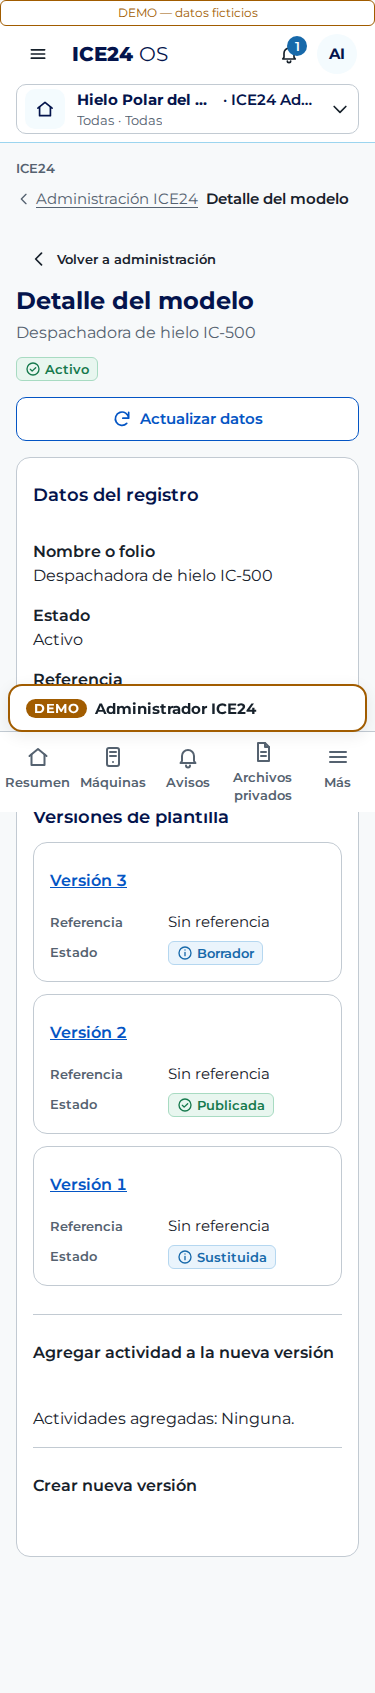 DEMO — datos ficticios
ICE24 OS
1
AI
Hielo Polar del ... · ICE24 Ad...
Todas · Todas
ICE24
Administración ICE24 Detalle del modelo
Volver a administración
Detalle del modelo
Despachadora de hielo IC-500
Activo
Actualizar datos
Datos del registro
Nombre o folio
Despachadora de hielo IC-500
Estado
Activo
Referencia
DEMO Administrador ICE24
Resumen
Máquinas
Avisos
Archivos privados
Más
Versiones de plantilla
Versión 3
Referencia Sin referencia
Estado Borrador
Versión 2
Referencia Sin referencia
Estado Publicada
Versión 1
Referencia Sin referencia
Estado Sustituida
Agregar actividad a la nueva versión
Actividades agregadas: Ninguna.
Crear nueva versión